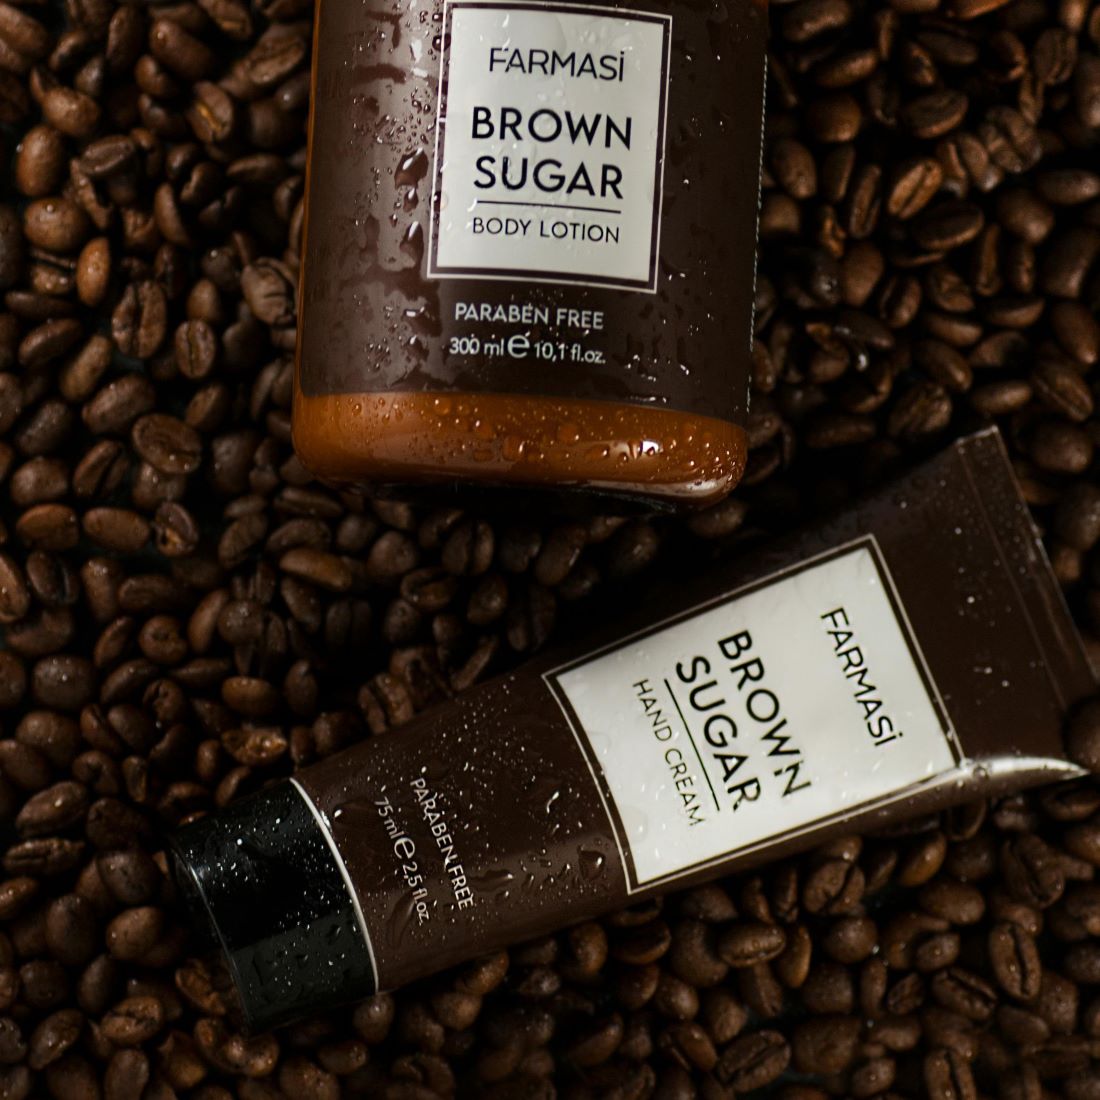 FARMASİ
BROWN
SUGAR
BODY LOTION
PARABEN FREE
300 ml e 10,1 fl.oz.
FARMASİ
BROWN
SUGAR
HAND CREAM
PARABEN FREE
75 ml e 2.5 fl.oz.